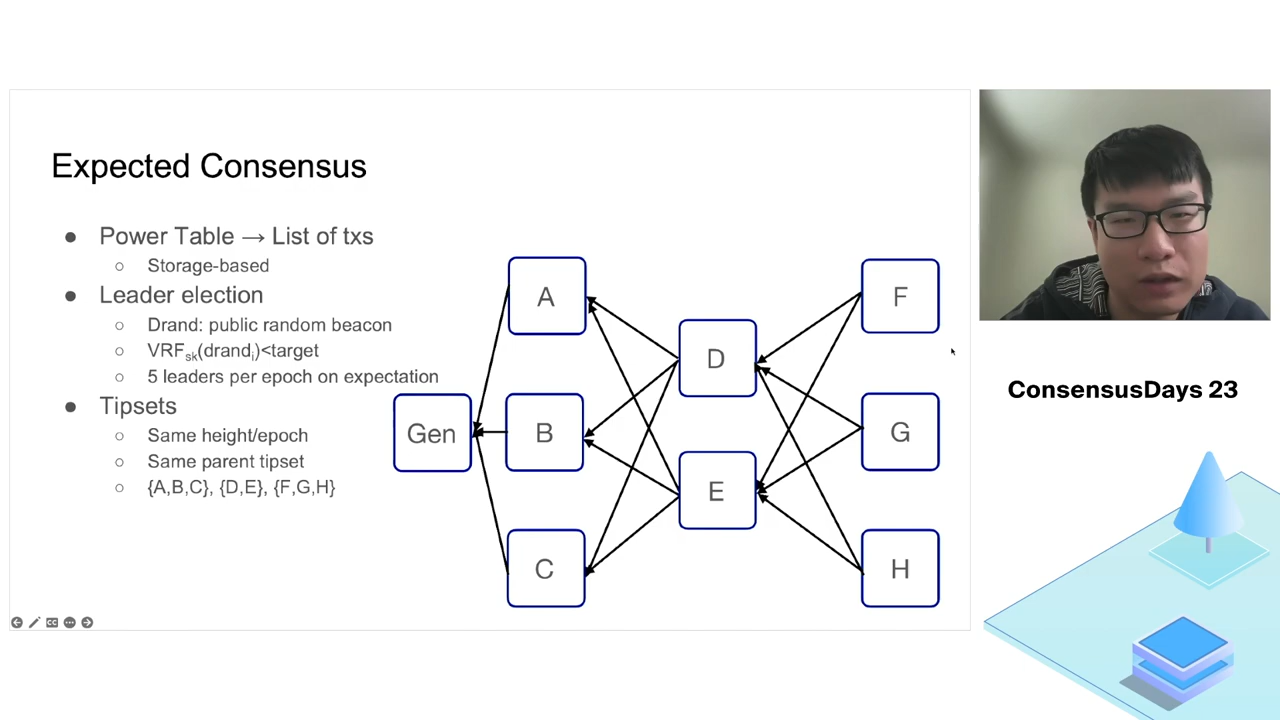 Expected Consensus
● Power Table → List of txs
○ Storage-based
● Leader election
○ Drand: public random beacon
○ VRFsk(drandi)<target
○ 5 leaders per epoch on expectation
● Tipsets
○ Same height/epoch
○ Same parent tipset
○ {A,B,C}, {D,E}, {F,G,H}
Gen
A
B
C
D
E
F
G
H
CC
ConsensusDays 23